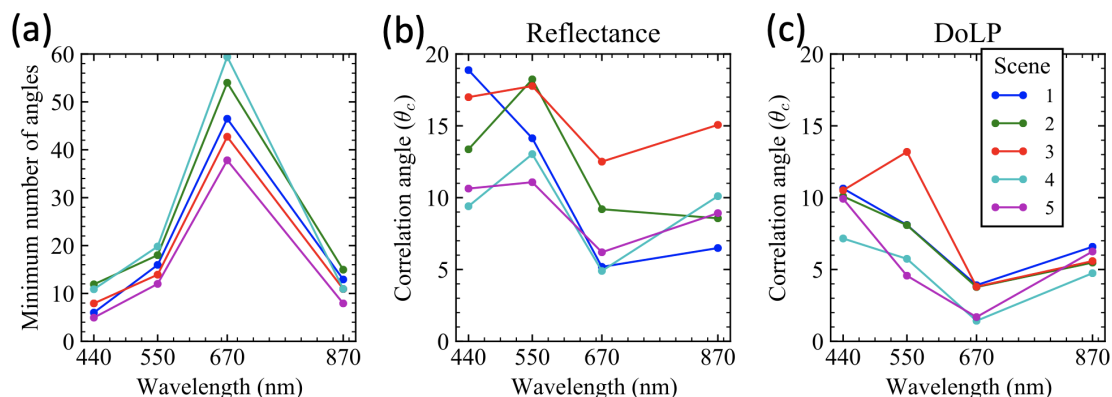 (a)
Minimum number of angles
60
50
40
30
20
10
0
440 550 670 870
Wavelength (nm)
(b)
Reflectance
Correlation angle (θc)
20
15
10
5
0
440 550 670 870
Wavelength (nm)
(c)
DoLP
Correlation angle (θc)
20
15
10
5
0
440 550 670 870
Wavelength (nm)
Scene
1
2
3
4
5